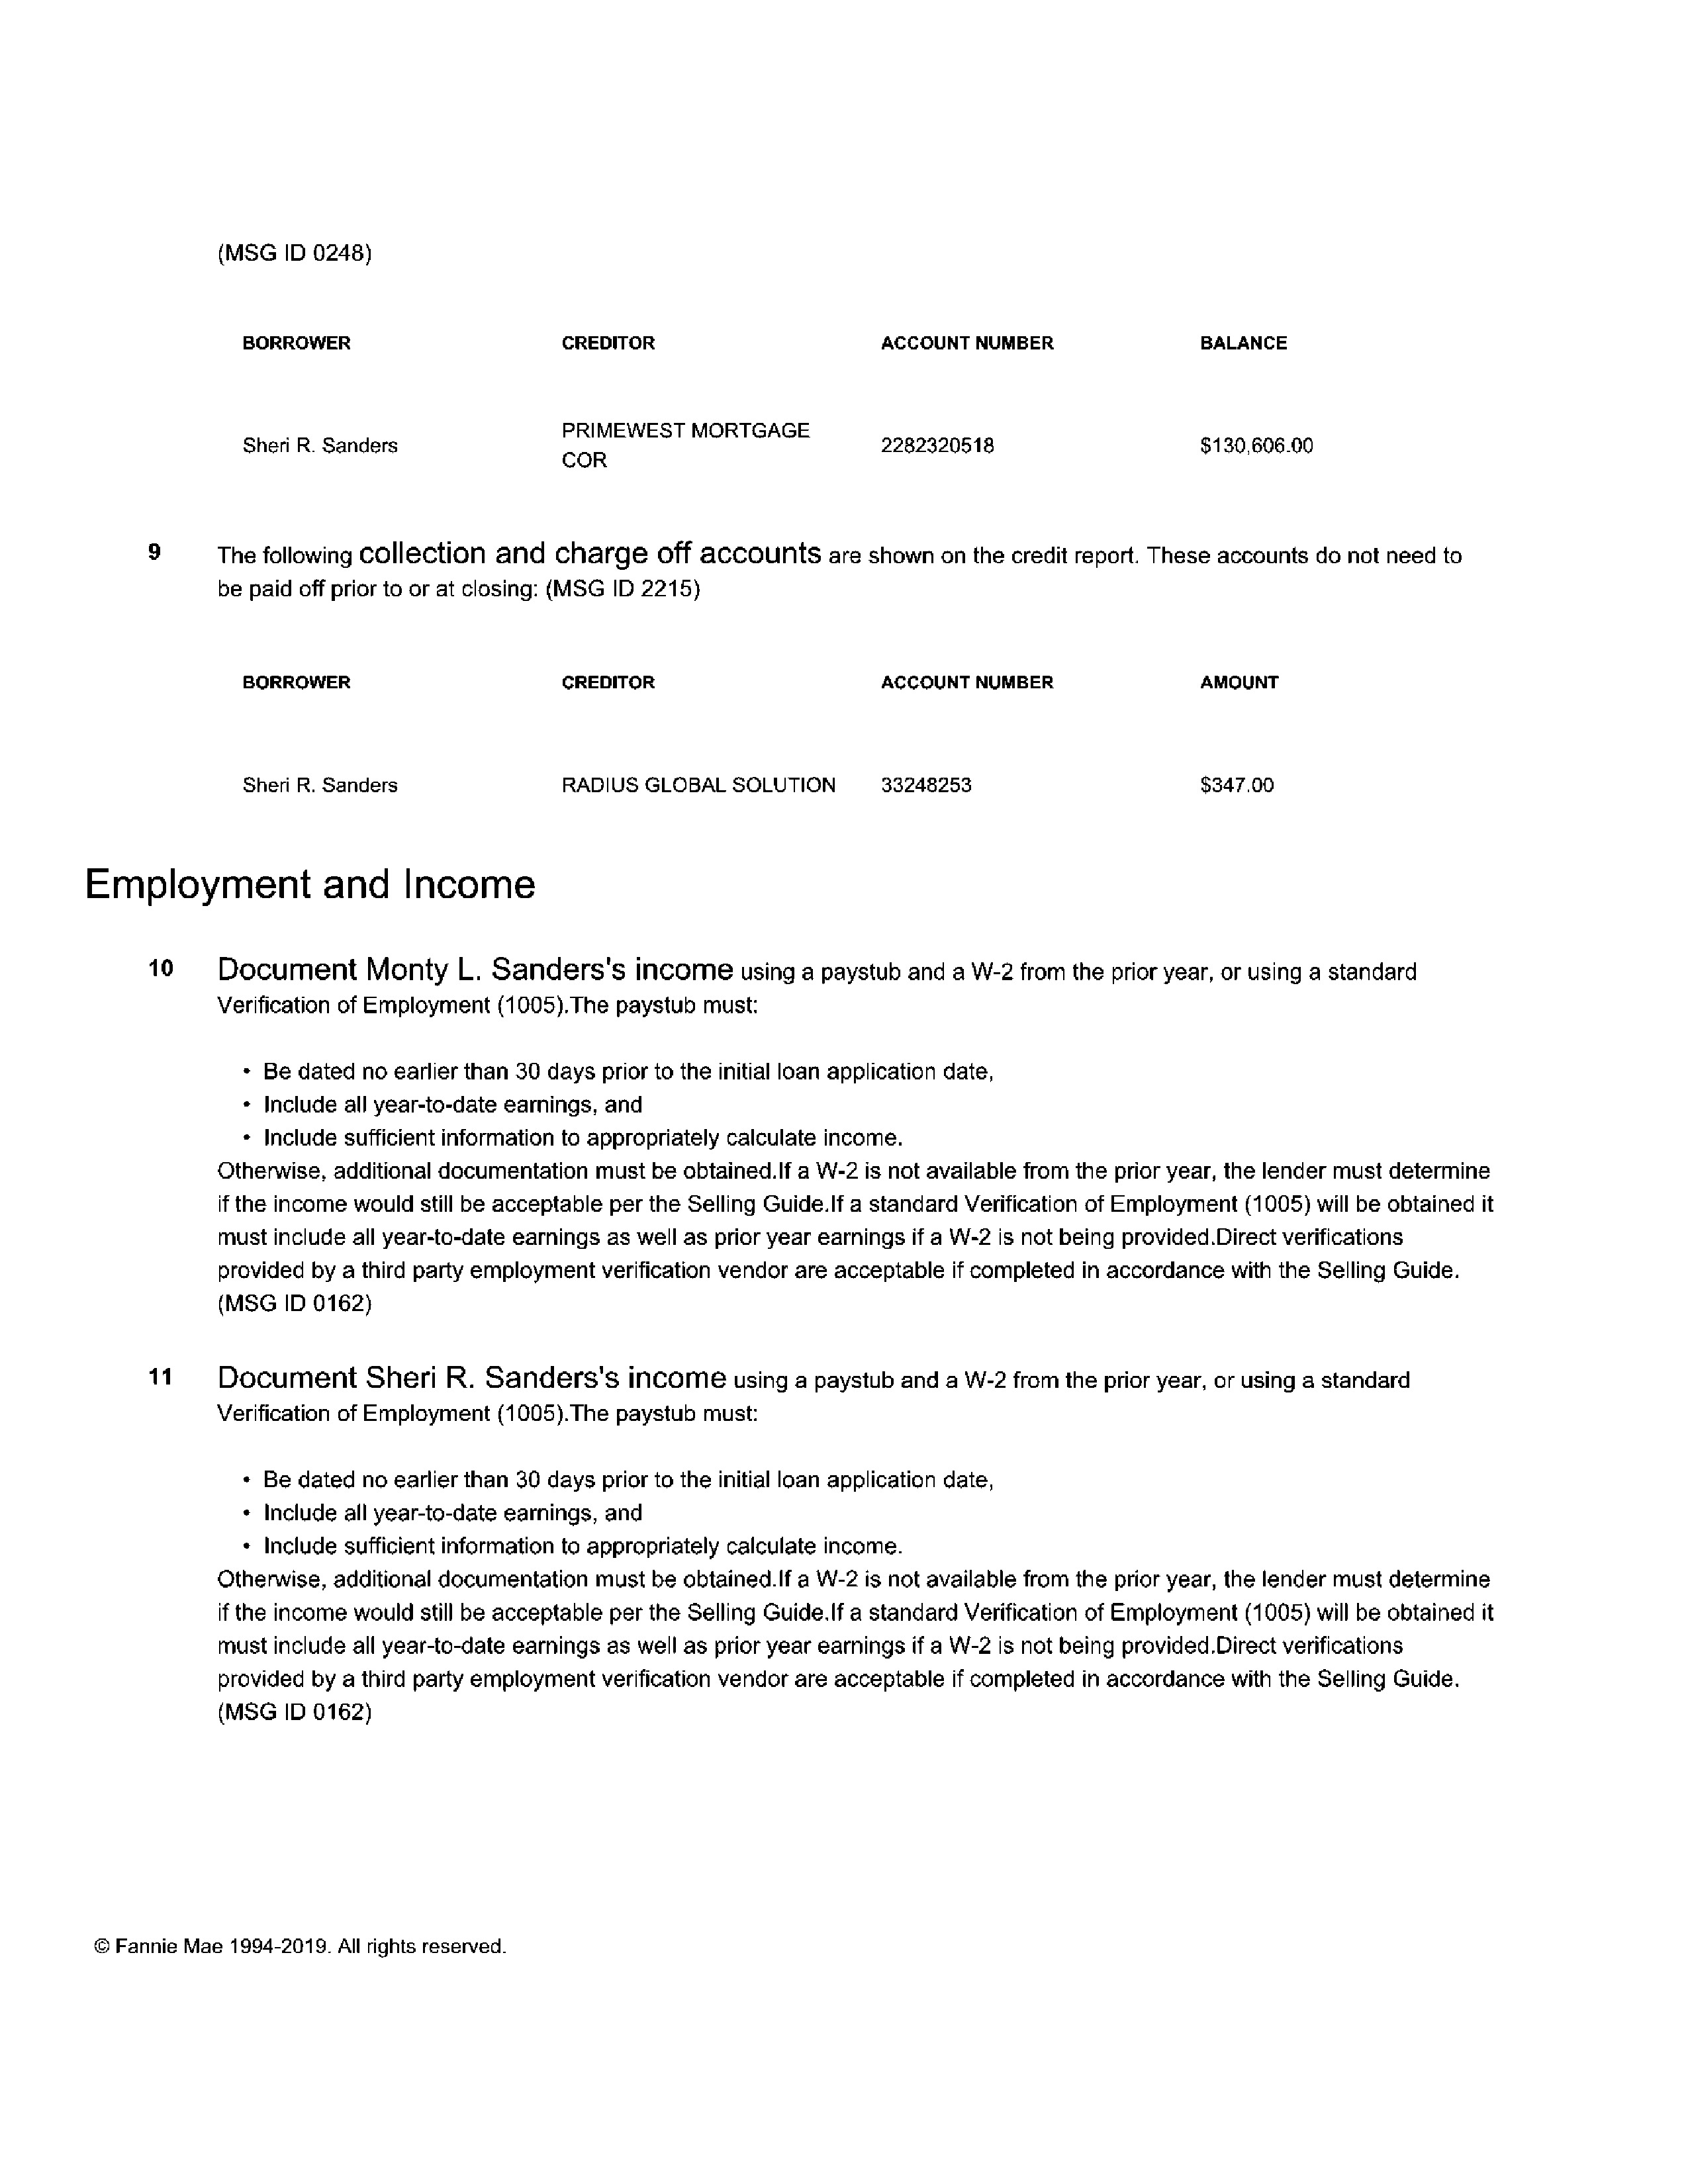 (MSG ID 0248)
BORROWER CREDITOR ACCOUNT NUMBER BALANCE
Sheri R. Sanders PRIMEWEST MORTGAGE COR 2282320518 $130,606.00
9 The following collection and charge off accounts are shown on the credit report. These accounts do not need to
be paid off prior to or at closing: (MSG ID 2215)
BORROWER CREDITOR ACCOUNT NUMBER AMOUNT
Sheri R. Sanders RADIUS GLOBAL SOLUTION 33248253 $347.00
Employment and Income
10 Document Monty L. Sanders's income using a paystub and a W-2 from the prior year, or using a standard
Verification of Employment (1005).The paystub must:
• Be dated no earlier than 30 days prior to the initial loan application date,
• Include all year-to-date earnings, and
• Include sufficient information to appropriately calculate income.
Otherwise, additional documentation must be obtained.If a W-2 is not available from the prior year, the lender must determine
if the income would still be acceptable per the Selling Guide.If a standard Verification of Employment (1005) will be obtained it
must include all year-to-date earnings as well as prior year earnings if a W-2 is not being provided.Direct verifications
provided by a third party employment verification vendor are acceptable if completed in accordance with the Selling Guide.
(MSG ID 0162)
11 Document Sheri R. Sanders's income using a paystub and a W-2 from the prior year, or using a standard
Verification of Employment (1005).The paystub must:
• Be dated no earlier than 30 days prior to the initial loan application date,
• Include all year-to-date earnings, and
• Include sufficient information to appropriately calculate income.
Otherwise, additional documentation must be obtained.If a W-2 is not available from the prior year, the lender must determine
if the income would still be acceptable per the Selling Guide.If a standard Verification of Employment (1005) will be obtained it
must include all year-to-date earnings as well as prior year earnings if a W-2 is not being provided.Direct verifications
provided by a third party employment verification vendor are acceptable if completed in accordance with the Selling Guide.
(MSG ID 0162)
© Fannie Mae 1994-2019. All rights reserved.